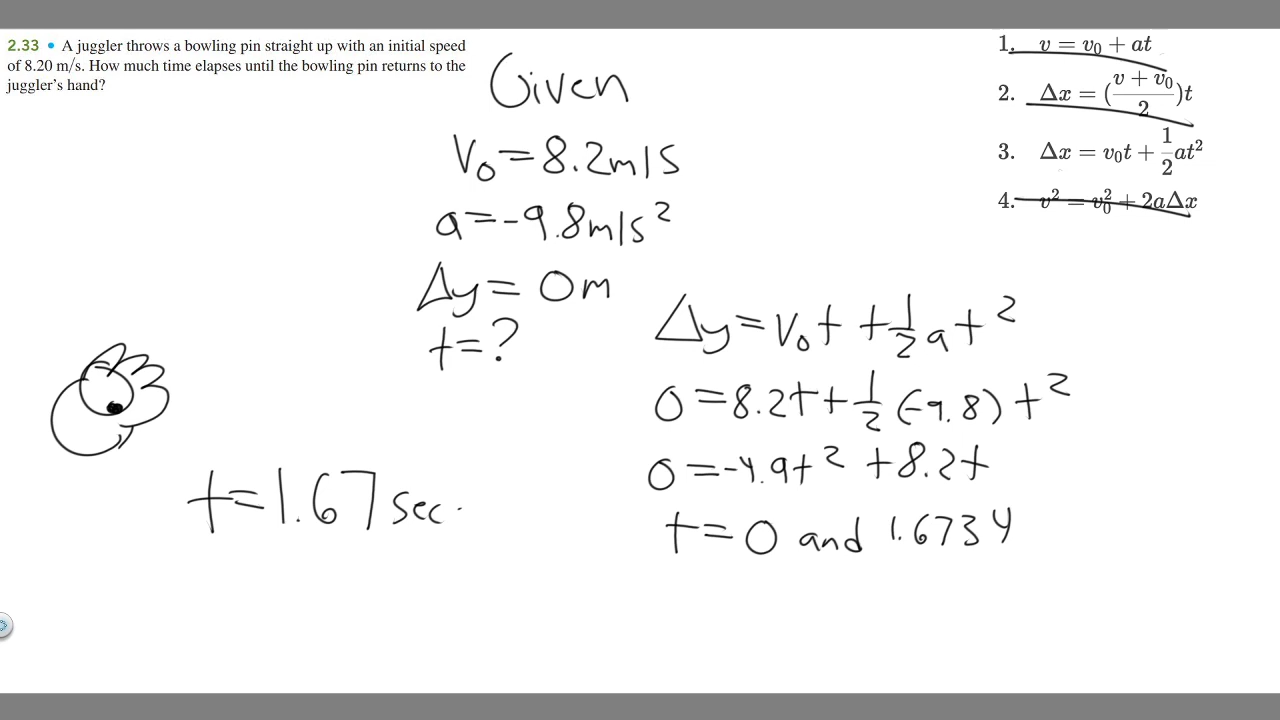 2.33 • A juggler throws a bowling pin straight up with an initial speed
of 8.20 m/s. How much time elapses until the bowling pin returns to the
juggler's hand?
Given
V₀=8.2m/s
a=-9.8m/s²
Δy=0m
t=?
1. v = v₀ + at
2. Δx = (v + v₀/2)t
3. Δx = v₀t + 1/2 at²
4. v² = v₀² + 2aΔx
Δy=V₀t+1/2at²
0=8.2t+1/2(-9.8)t²
0=-4.9t²+8.2t
t=0 and 1.6734
t=1.67 sec.